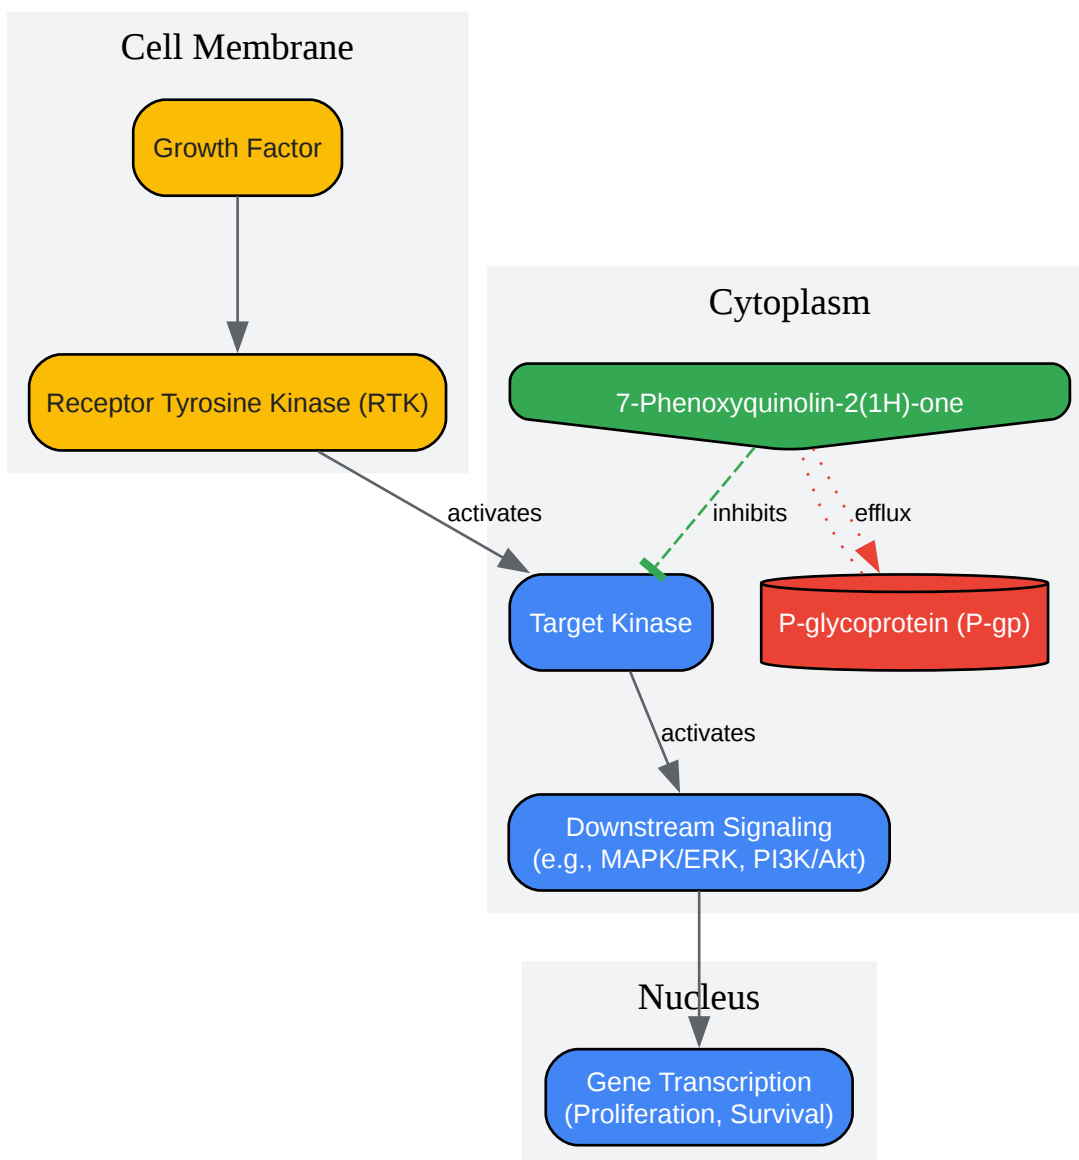 Cell Membrane
Growth Factor
Cytoplasm
Receptor Tyrosine Kinase (RTK)
7-Phenoxyquinolin-2(1H)-one
activates
inhibits
efflux
Target Kinase
P-glycoprotein (P-gp)
activates
Downstream Signaling
(e.g., MAPK/ERK, PI3K/Akt)
Nucleus
Gene Transcription
(Proliferation, Survival)